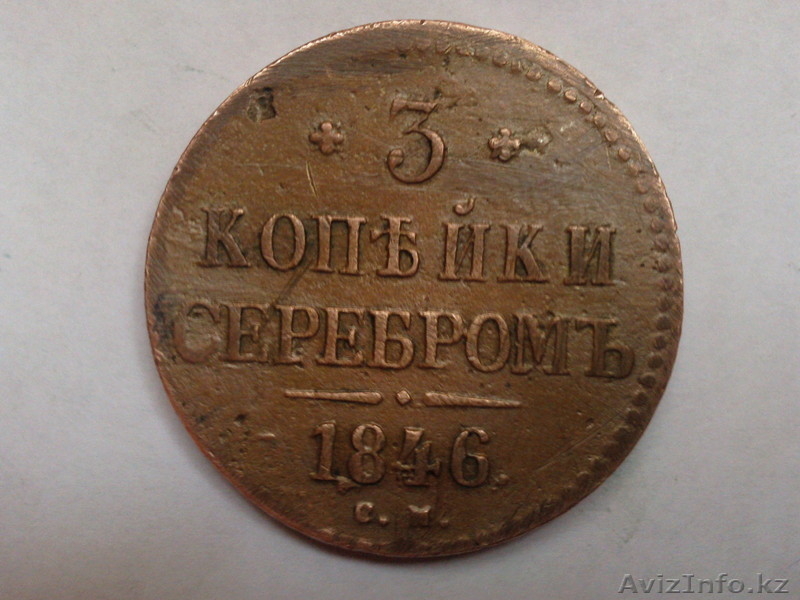 3
КОПѢЙКИ
СЕРЕБРОМЪ
1846.
С. М.
AvizInfo.kz